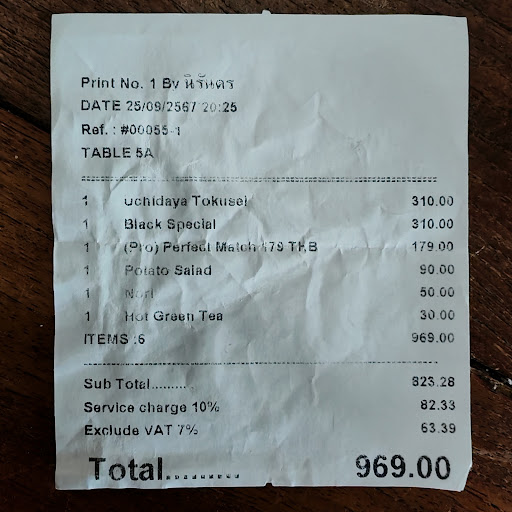 Print No. 1 By นิรันดร
DATE 25/09/2567 20:25
Ref. : #00055-1
TABLE 5A
1 Uchidaya Tokusei 310.00
1 Black Special 310.00
1 (Pro) Perfect Match 179 THB 179.00
1 Potato Salad 90.00
1 Nori 50.00
1 Hot Green Tea 30.00
ITEMS :6 969.00
Sub Total.......... 823.28
Service charge 10% 82.33
Exclude VAT 7% 63.39
Total.......... 969.00